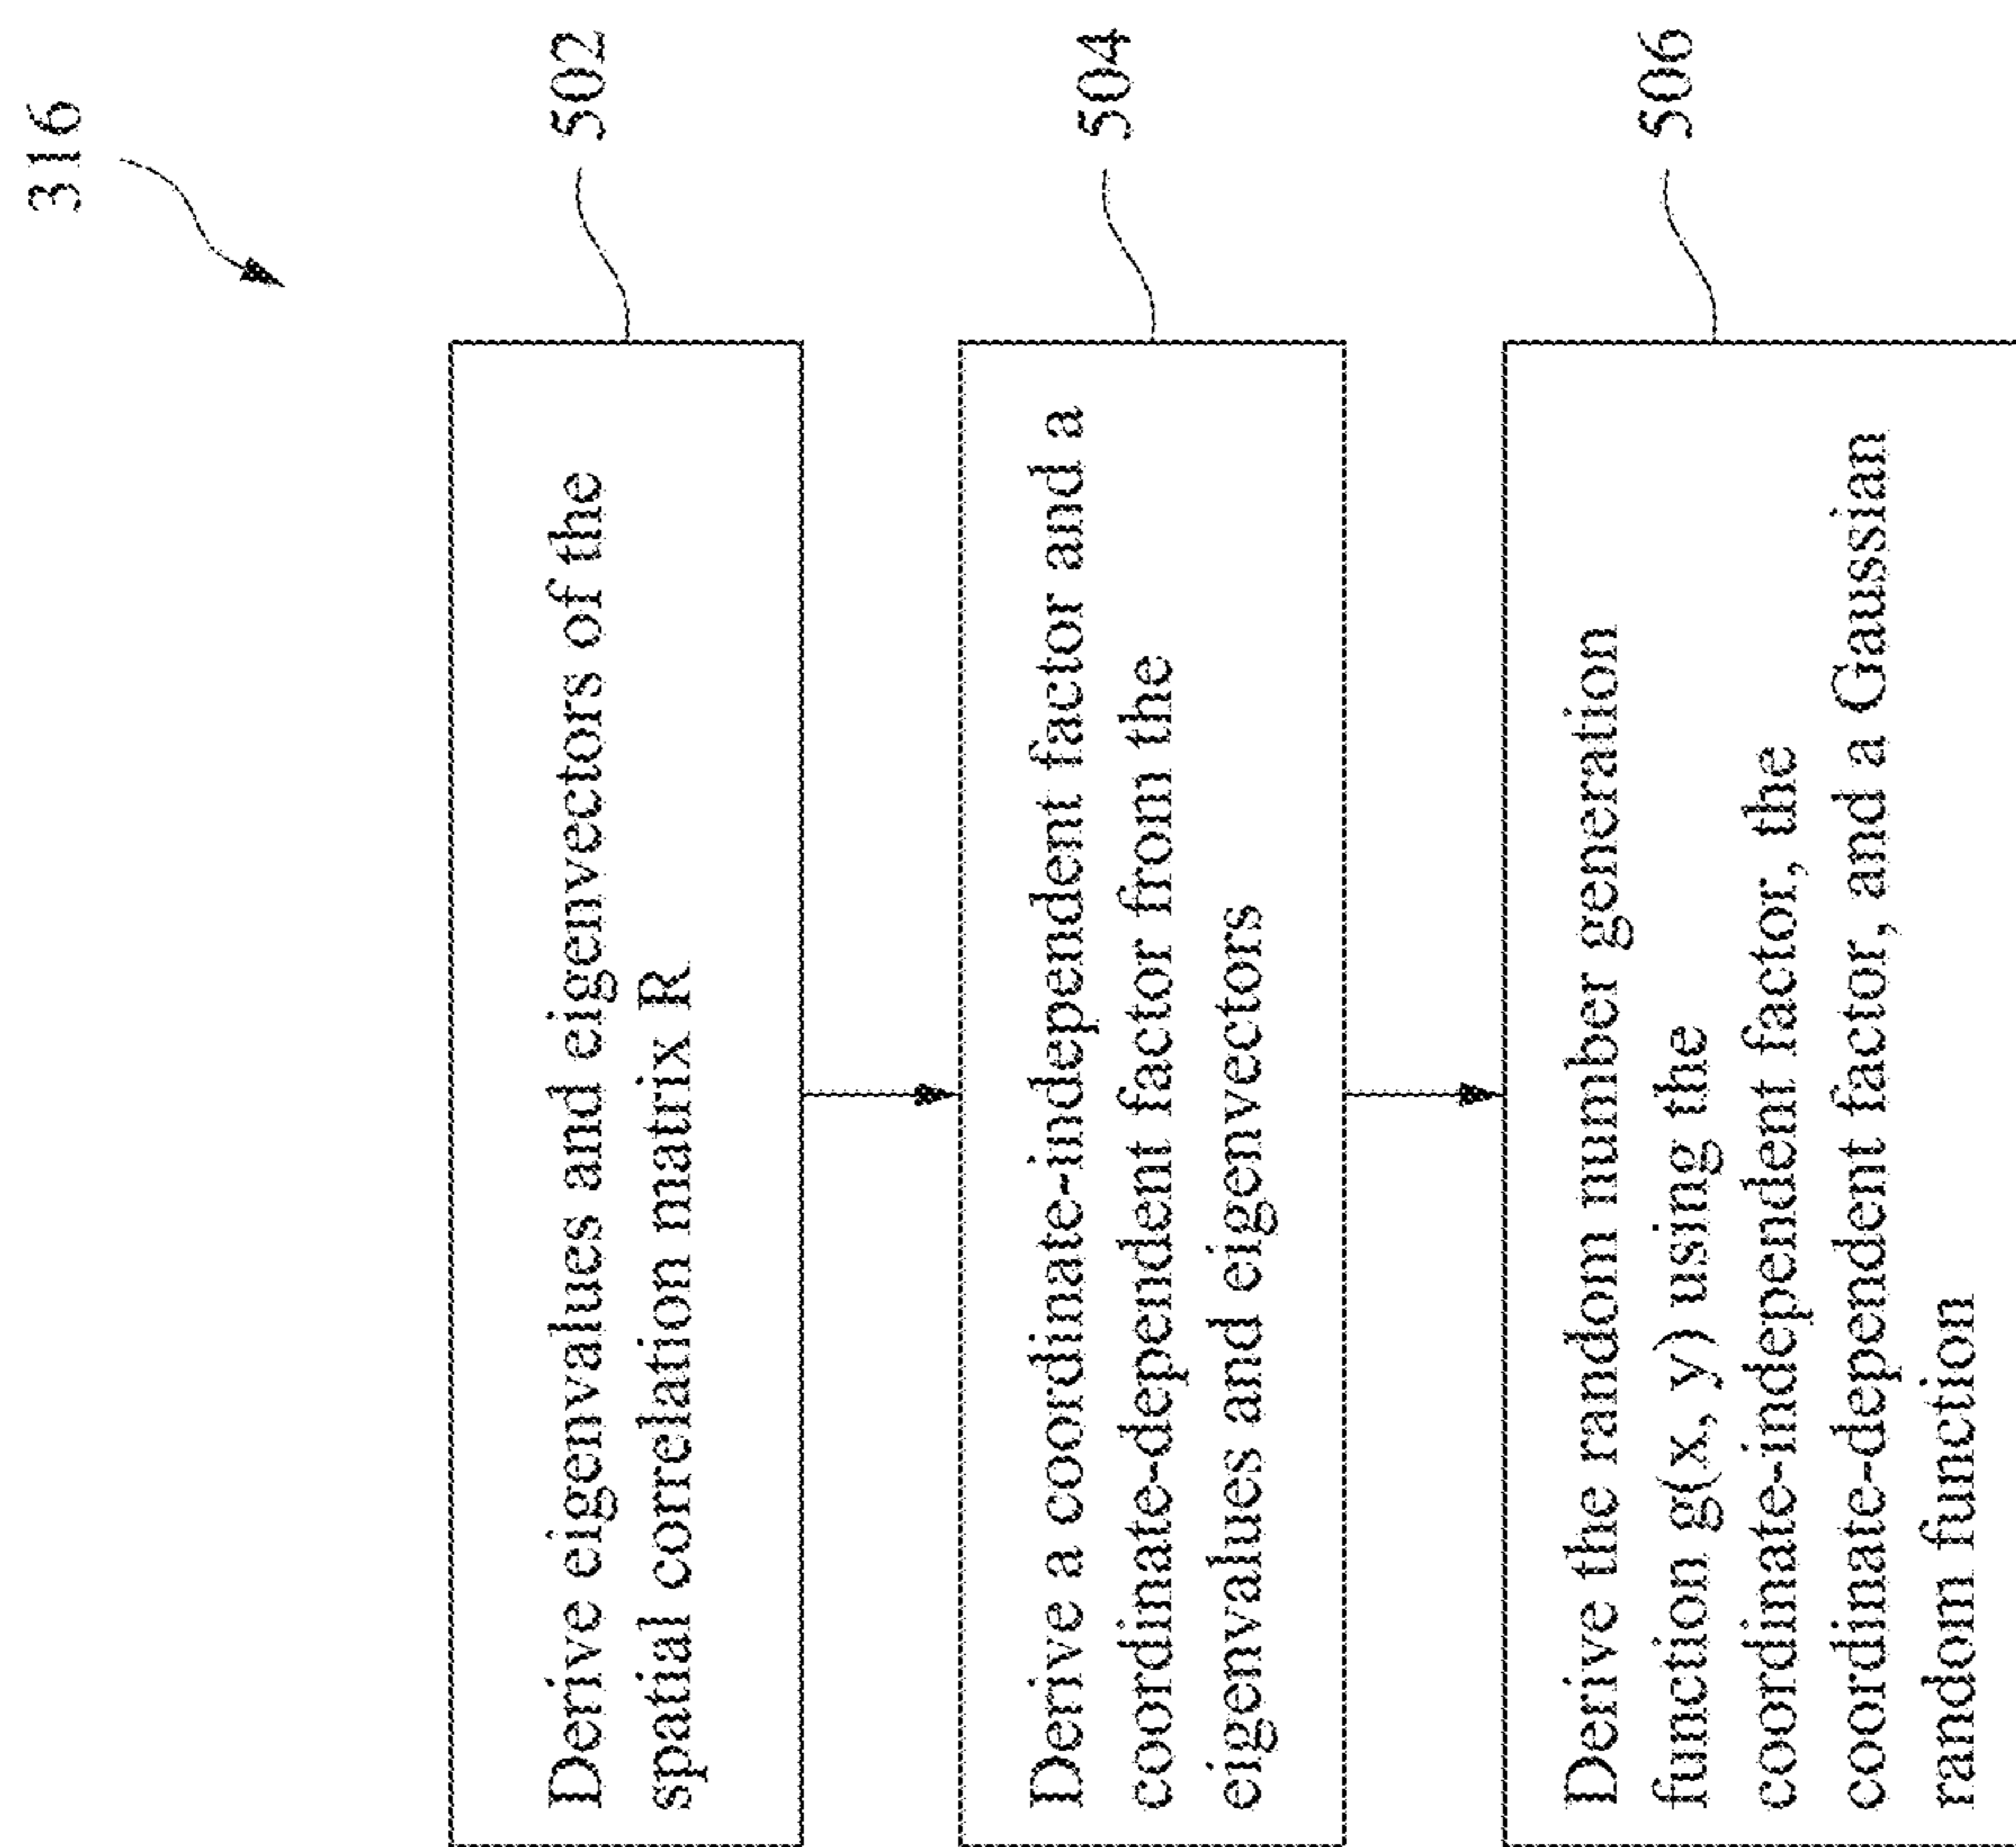 316
Derive eigenvalues and eigenvectors of the
spatial correlation matrix R
502
Derive a coordinate-independent factor and a
coordinate-dependent factor from the
eigenvalues and eigenvectors
504
Derive the random number generation
function g(x, y) using the
coordinate-independent factor, the
coordinate-dependent factor, and a Gaussian
random function
506